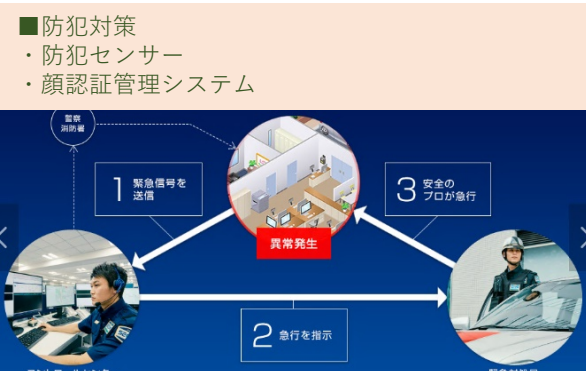 ■防犯対策
・防犯センサー
・顔認証管理システム
警察
消防署
1 緊急信号を
送信
3 安全の
プロが急行
異常発生
2 急行を指示